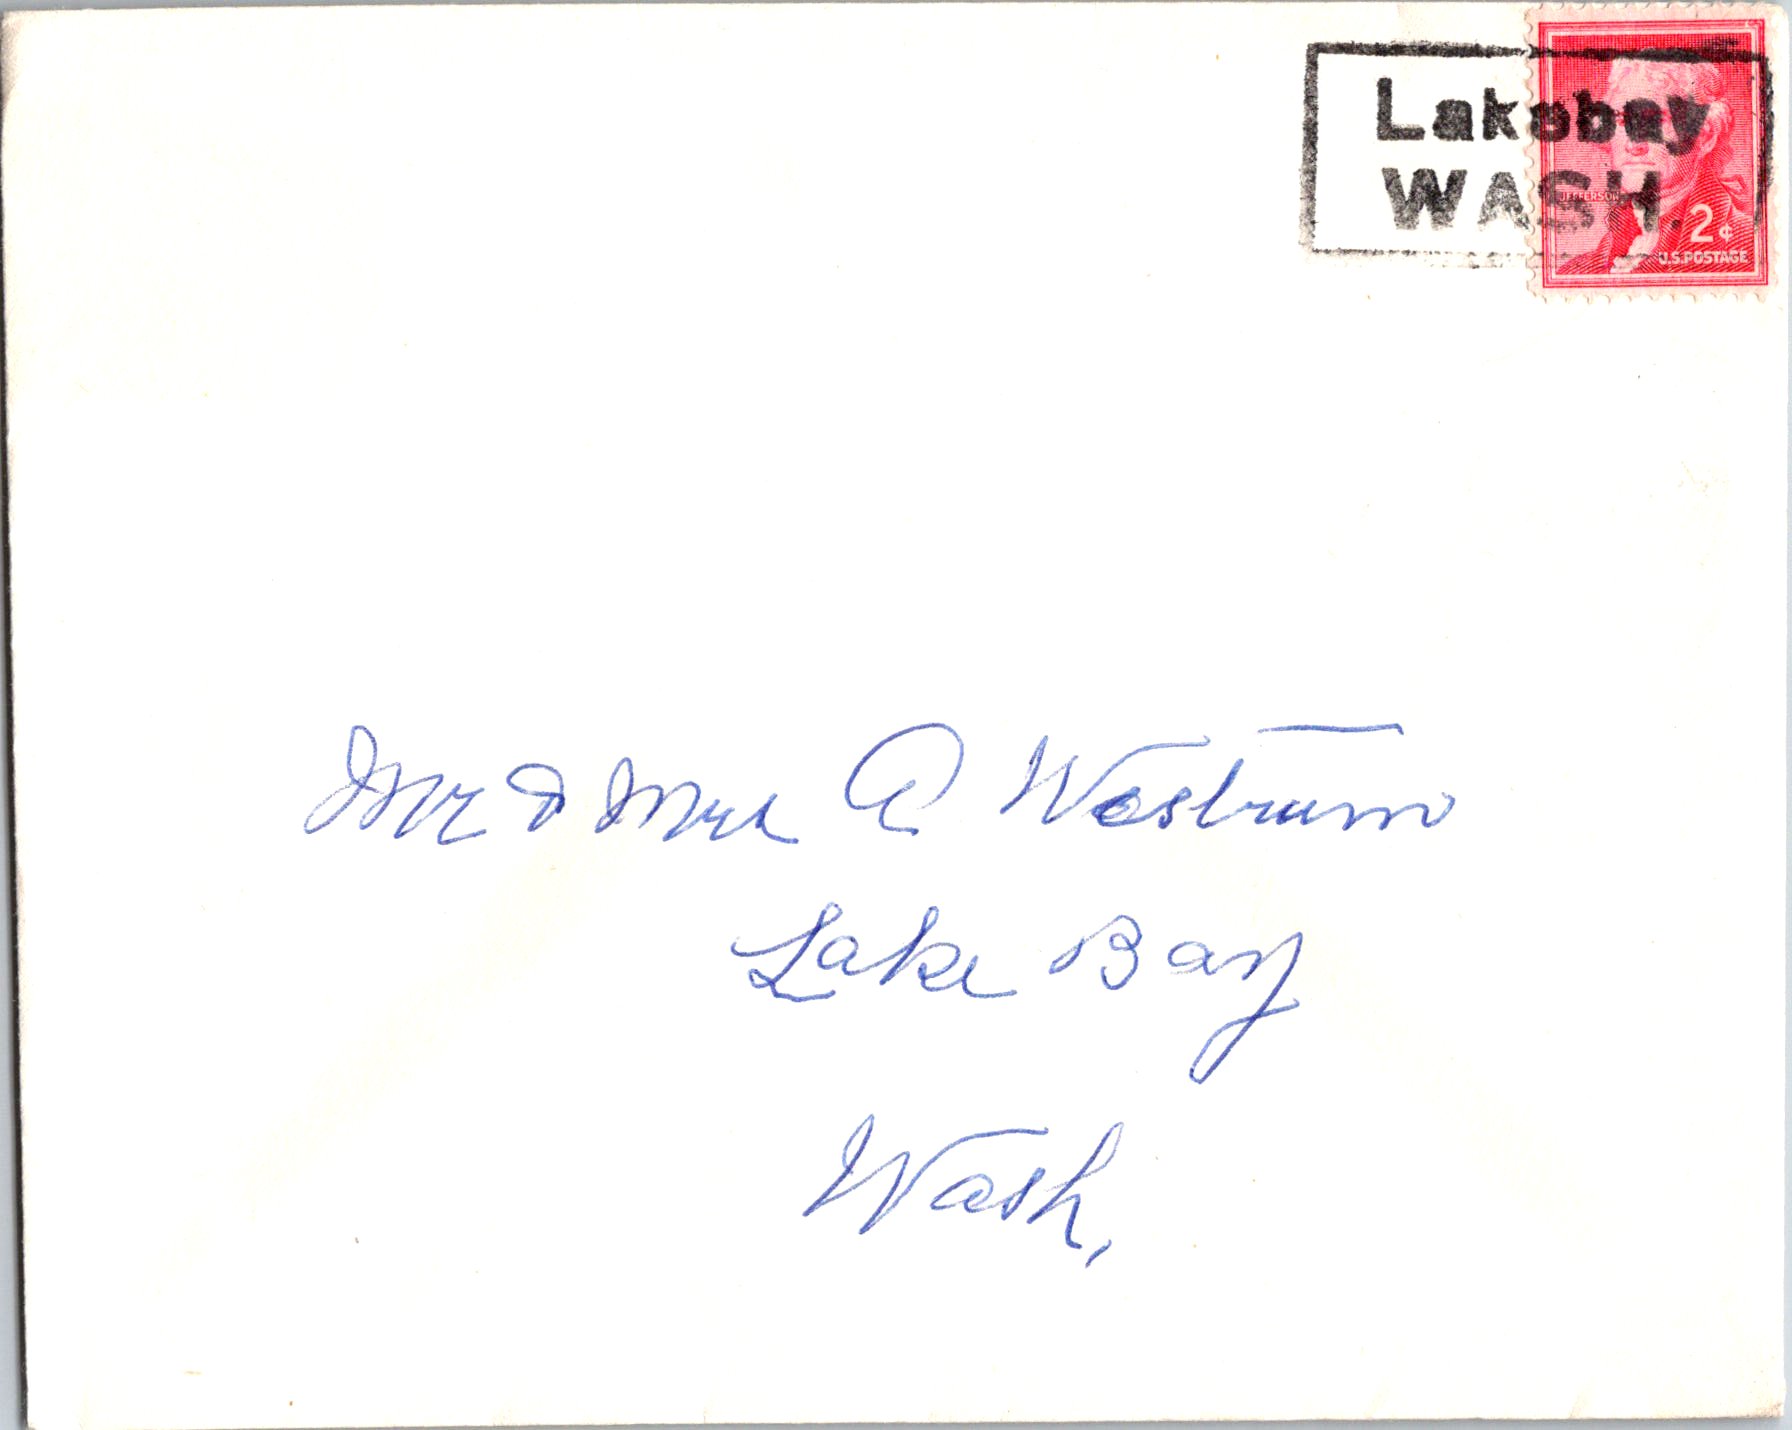 Lakebay
WASH.
JEFFERSON
2¢
U.S.POSTAGE
Mr & Mrs A Westrum
Lake Bay
Wash,